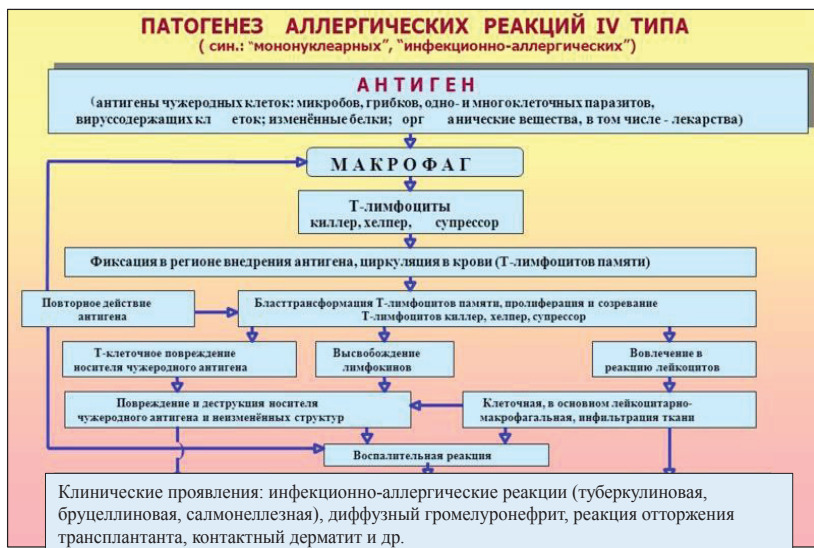 ПАТОГЕНЕЗ АЛЛЕРГИЧЕСКИХ РЕАКЦИЙ IV ТИПА
( син.: "мононуклеарных", "инфекционно-аллергических")
АНТИГЕН
(антигены чужеродных клеток: микробов, грибков, одно- и многоклеточных паразитов,
вируссодержащих кл еток; изменённые белки; орг анические вещества, в том числе - лекарства)
МАКРОФАГ
Т-лимфоциты
киллер, хелпер, супрессор
Фиксация в регионе внедрения антигена, циркуляция в крови (Т-лимфоцитов памяти)
Повторное действие
антигена
Бласттрансформация Т-лимфоцитов памяти, пролиферация и созревание
Т-лимфоцитов киллер, хелпер, супрессор
Т-клеточное повреждение
носителя чужеродного антигена
Высвобождение
лимфокинов
Вовлечение в
реакцию лейкоцитов
Повреждение и деструкция носителя
чужеродного антигена и неизменённых структур
Клеточная, в основном лейкоцитарно-
макрофагальная, инфильтрация ткани
Воспалительная реакция
Клинические проявления: инфекционно-аллергические реакции (туберкулиновая,
бруцеллиновая, салмонеллезная), диффузный громелуронефрит, реакция отторжения
трансплантанта, контактный дерматит и др.